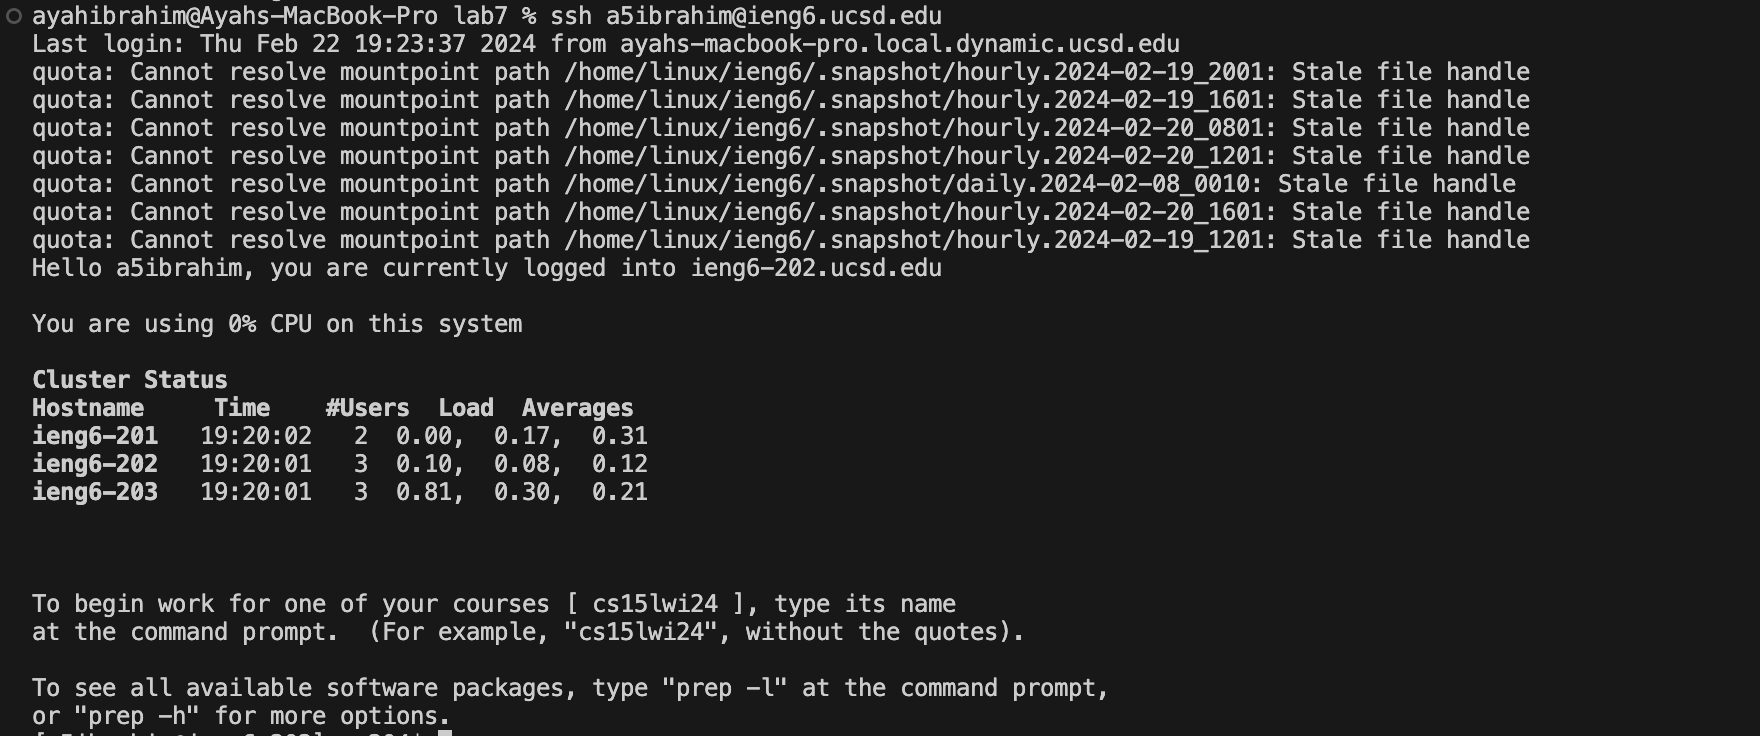 ayahibrahim@Ayahs-MacBook-Pro lab7 % ssh a5ibrahim@ieng6.ucsd.edu
Last login: Thu Feb 22 19:23:37 2024 from ayahs-macbook-pro.local.dynamic.ucsd.edu
quota: Cannot resolve mountpoint path /home/linux/ieng6/.snapshot/hourly.2024-02-19_2001: Stale file handle
quota: Cannot resolve mountpoint path /home/linux/ieng6/.snapshot/hourly.2024-02-19_1601: Stale file handle
quota: Cannot resolve mountpoint path /home/linux/ieng6/.snapshot/hourly.2024-02-20_0801: Stale file handle
quota: Cannot resolve mountpoint path /home/linux/ieng6/.snapshot/hourly.2024-02-20_1201: Stale file handle
quota: Cannot resolve mountpoint path /home/linux/ieng6/.snapshot/daily.2024-02-08_0010: Stale file handle
quota: Cannot resolve mountpoint path /home/linux/ieng6/.snapshot/hourly.2024-02-20_1601: Stale file handle
quota: Cannot resolve mountpoint path /home/linux/ieng6/.snapshot/hourly.2024-02-19_1201: Stale file handle
Hello a5ibrahim, you are currently logged into ieng6-202.ucsd.edu
You are using 0% CPU on this system
Cluster Status
Hostname     Time    #Users  Load  Averages
ieng6-201   19:20:02   2  0.00,  0.17,  0.31
ieng6-202   19:20:01   3  0.10,  0.08,  0.12
ieng6-203   19:20:01   3  0.81,  0.30,  0.21
To begin work for one of your courses [ cs15lwi24 ], type its name
at the command prompt.  (For example, "cs15lwi24", without the quotes).
To see all available software packages, type "prep -l" at the command prompt,
or "prep -h" for more options.